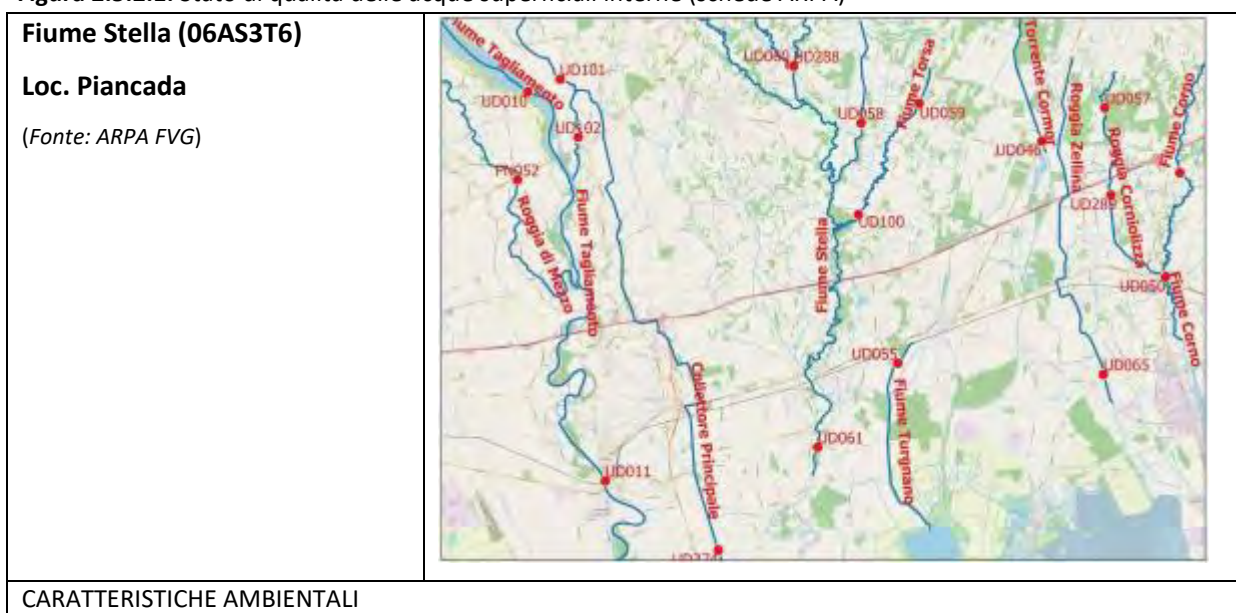 Figura 2.3.2.2. Stato di qualità delle acque superficiali interne (schede ARPA)
Fiume Stella (06AS3T6)
Loc. Piancada
(Fonte: ARPA FVG)
Fiume Tagliamento
UD101
UD010
UD102
PN052
Roggia di Mezzo
Fiume Tagliamento
UD011
Collettore Principale
UD288
UD058
Fiume Torsa
UD059
UD100
Fiume Stella
UD061
UD055
Fiume Turgnano
Torrente Cormor
UD046
Roggia Zellina
UD057
Roggia Corniolizza
UD289
Fiume Corno
UD050
Fiume Corno
UD065
CARATTERISTICHE AMBIENTALI